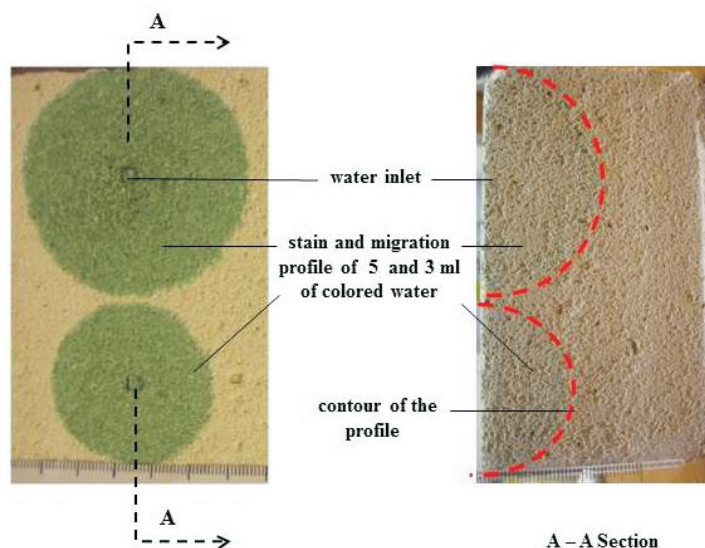 A
water inlet
stain and migration
profile of 5 and 3 ml
of colored water
contour of the
profile
A
A – A Section